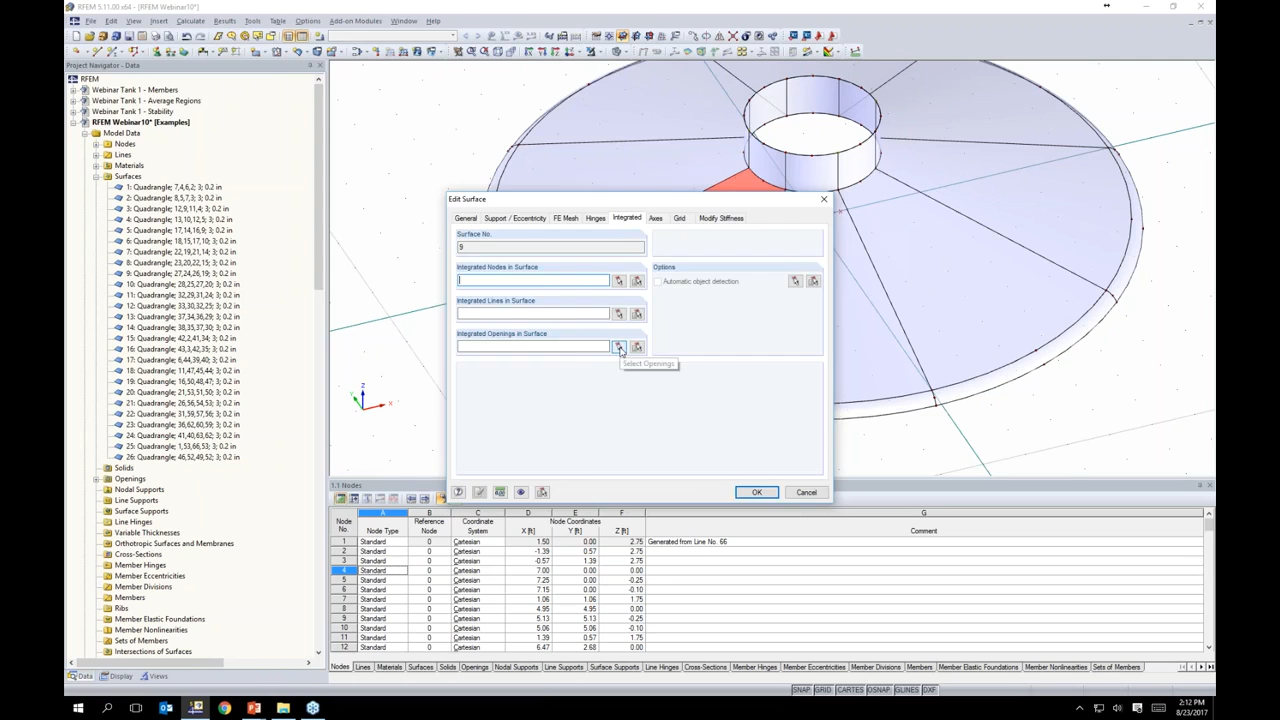 RFEM 5.11.00 x64 - [RFEM Webinar10*]
File Edit View Insert Calculate Results Tools Table Options Add-on Modules Window Help
Project Navigator - Data
RFEM
Webinar Tank 1 - Members
Webinar Tank 1 - Average Regions
Webinar Tank 1 - Stability
RFEM Webinar10* [Examples]
Model Data
Nodes
Lines
Materials
Surfaces
1: Quadrangle; 7,4,6,2; 3; 0.2 in
2: Quadrangle; 8,5,7,3; 3; 0.2 in
3: Quadrangle; 12,9,11,4; 3; 0.2 in
4: Quadrangle; 13,10,12,5; 3; 0.2 in
5: Quadrangle; 17,14,16,9; 3; 0.2 in
6: Quadrangle; 18,15,17,10; 3; 0.2 in
7: Quadrangle; 22,19,21,14; 3; 0.2 in
8: Quadrangle; 23,20,22,15; 3; 0.2 in
9: Quadrangle; 27,24,26,19; 3; 0.2 in
10: Quadrangle; 28,25,27,20; 3; 0.2 in
11: Quadrangle; 32,29,31,24; 3; 0.2 in
12: Quadrangle; 33,30,32,25; 3; 0.2 in
13: Quadrangle; 37,34,36,29; 3; 0.2 in
14: Quadrangle; 38,35,37,30; 3; 0.2 in
15: Quadrangle; 42,2,41,34; 3; 0.2 in
16: Quadrangle; 43,3,42,35; 3; 0.2 in
17: Quadrangle; 6,44,39,40; 3; 0.2 in
18: Quadrangle; 11,47,45,44; 3; 0.2 in
19: Quadrangle; 16,50,48,47; 3; 0.2 in
20: Quadrangle; 21,53,51,50; 3; 0.2 in
21: Quadrangle; 26,56,54,53; 3; 0.2 in
22: Quadrangle; 31,59,57,56; 3; 0.2 in
23: Quadrangle; 36,62,60,59; 3; 0.2 in
24: Quadrangle; 41,40,63,62; 3; 0.2 in
25: Quadrangle; 1,53,66,53; 3; 0.2 in
26: Quadrangle; 46,52,49,52; 3; 0.2 in
Solids
Openings
Nodal Supports
Line Supports
Surface Supports
Line Hinges
Variable Thicknesses
Orthotropic Surfaces and Membranes
Cross-Sections
Member Hinges
Member Eccentricities
Member Divisions
Members
Ribs
Member Elastic Foundations
Member Nonlinearities
Sets of Members
Intersections of Surfaces
Data Display Views
Z
Y
X
Edit Surface
General Support / Eccentricity FE Mesh Hinges Integrated Axes Grid Modify Stiffness
Surface No.
9
Integrated Nodes in Surface
Options
Automatic object detection
Integrated Lines in Surface
Integrated Openings in Surface
Select Openings
OK Cancel
1.1 Nodes
A B C D E F G
Node Reference Coordinate Node Coordinates
No. Node Type Node System X [ft] Y [ft] Z [ft] Comment
1 Standard 0 Cartesian 1.50 0.00 2.75 Generated from Line No. 66
2 Standard 0 Cartesian -1.39 0.57 2.75
3 Standard 0 Cartesian -0.57 1.39 2.75
4 Standard 0 Cartesian 7.00 0.00 0.00
5 Standard 0 Cartesian 7.25 0.00 -0.25
6 Standard 0 Cartesian 7.15 0.00 -0.10
7 Standard 0 Cartesian 1.06 1.06 1.75
8 Standard 0 Cartesian 4.95 4.95 0.00
9 Standard 0 Cartesian 5.13 5.13 -0.25
10 Standard 0 Cartesian 5.06 5.06 -0.10
11 Standard 0 Cartesian 1.39 0.57 1.75
12 Standard 0 Cartesian 6.47 2.68 0.00
Nodes Lines Materials Surfaces Solids Openings Nodal Supports Line Supports Surface Supports Line Hinges Cross-Sections Member Hinges Member Eccentricities Member Divisions Members Member Elastic Foundations Member Nonlinearities Sets of Members
SNAP GRID CARTES OSNAP GLINES DXF
2:12 PM
8/23/2017